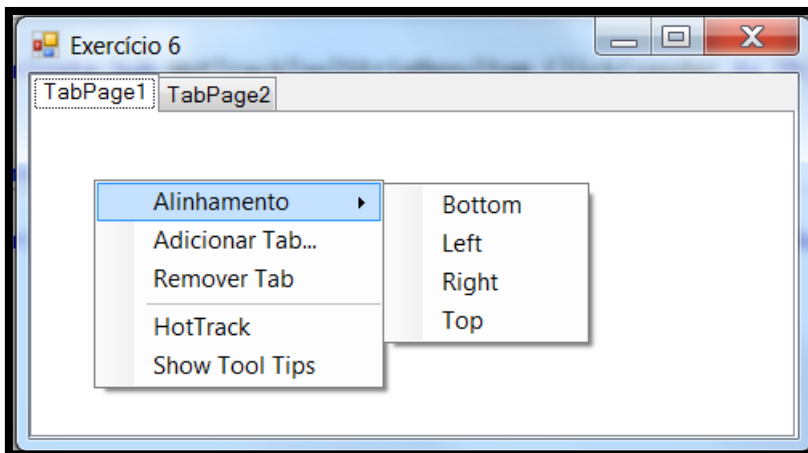 Exercício 6
TabPage1 TabPage2
Alinhamento
Adicionar Tab...
Remover Tab
HotTrack
Show Tool Tips
Bottom
Left
Right
Top